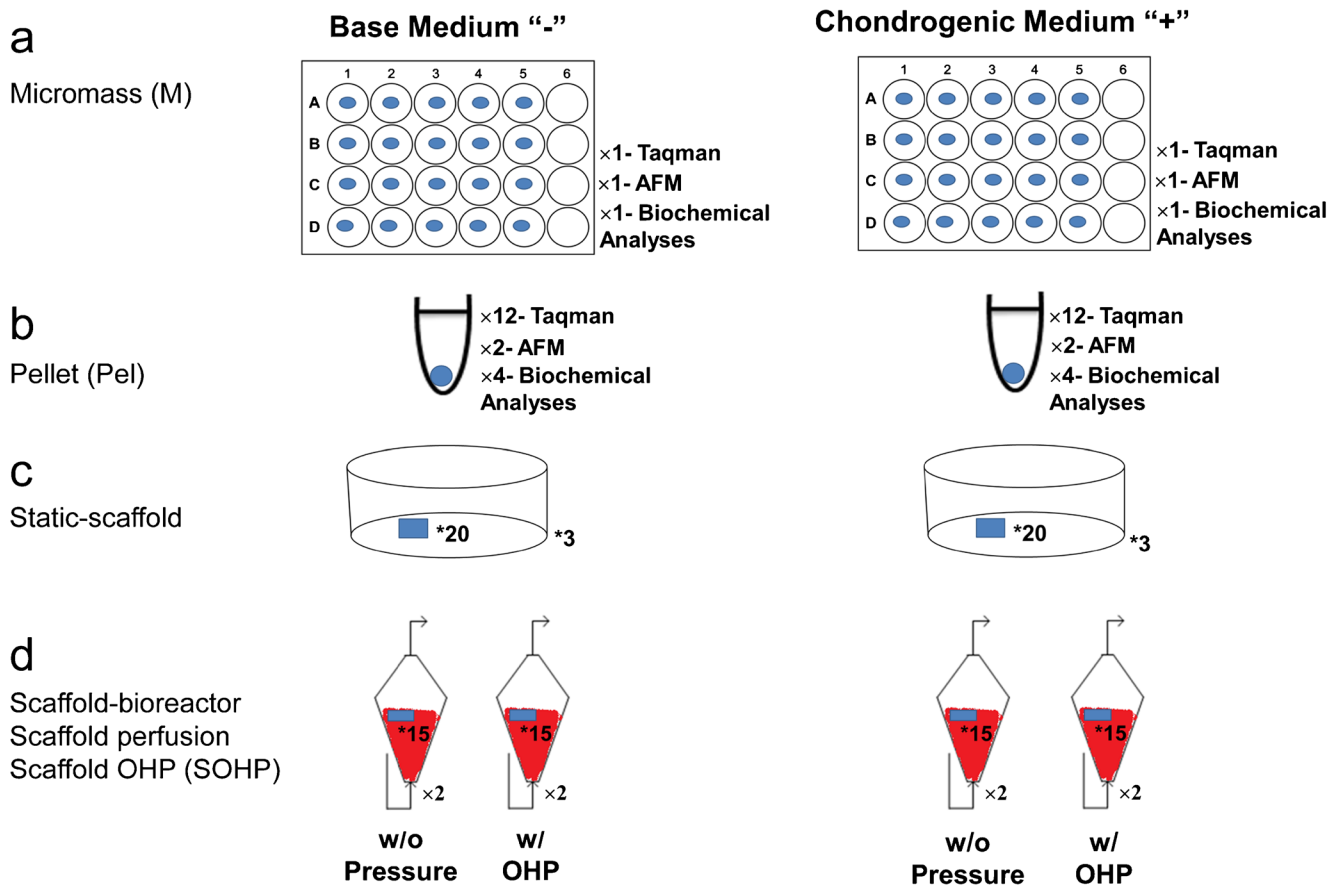 a
Base Medium “-”
Chondrogenic Medium “+”
Micromass (M)
1 2 3 4 5 6
A
B
C
D
×1- Taqman
×1- AFM
×1- Biochemical
Analyses
1 2 3 4 5 6
A
B
C
D
×1- Taqman
×1- AFM
×1- Biochemical
Analyses
b
Pellet (Pel)
×12- Taqman
×2- AFM
×4- Biochemical
Analyses
×12- Taqman
×2- AFM
×4- Biochemical
Analyses
c
Static-scaffold
*20
*3
*20
*3
d
Scaffold-bioreactor
Scaffold perfusion
Scaffold OHP (SOHP)
*15
×2
w/o
Pressure
*15
×2
w/
OHP
*15
×2
w/o
Pressure
*15
×2
w/
OHP